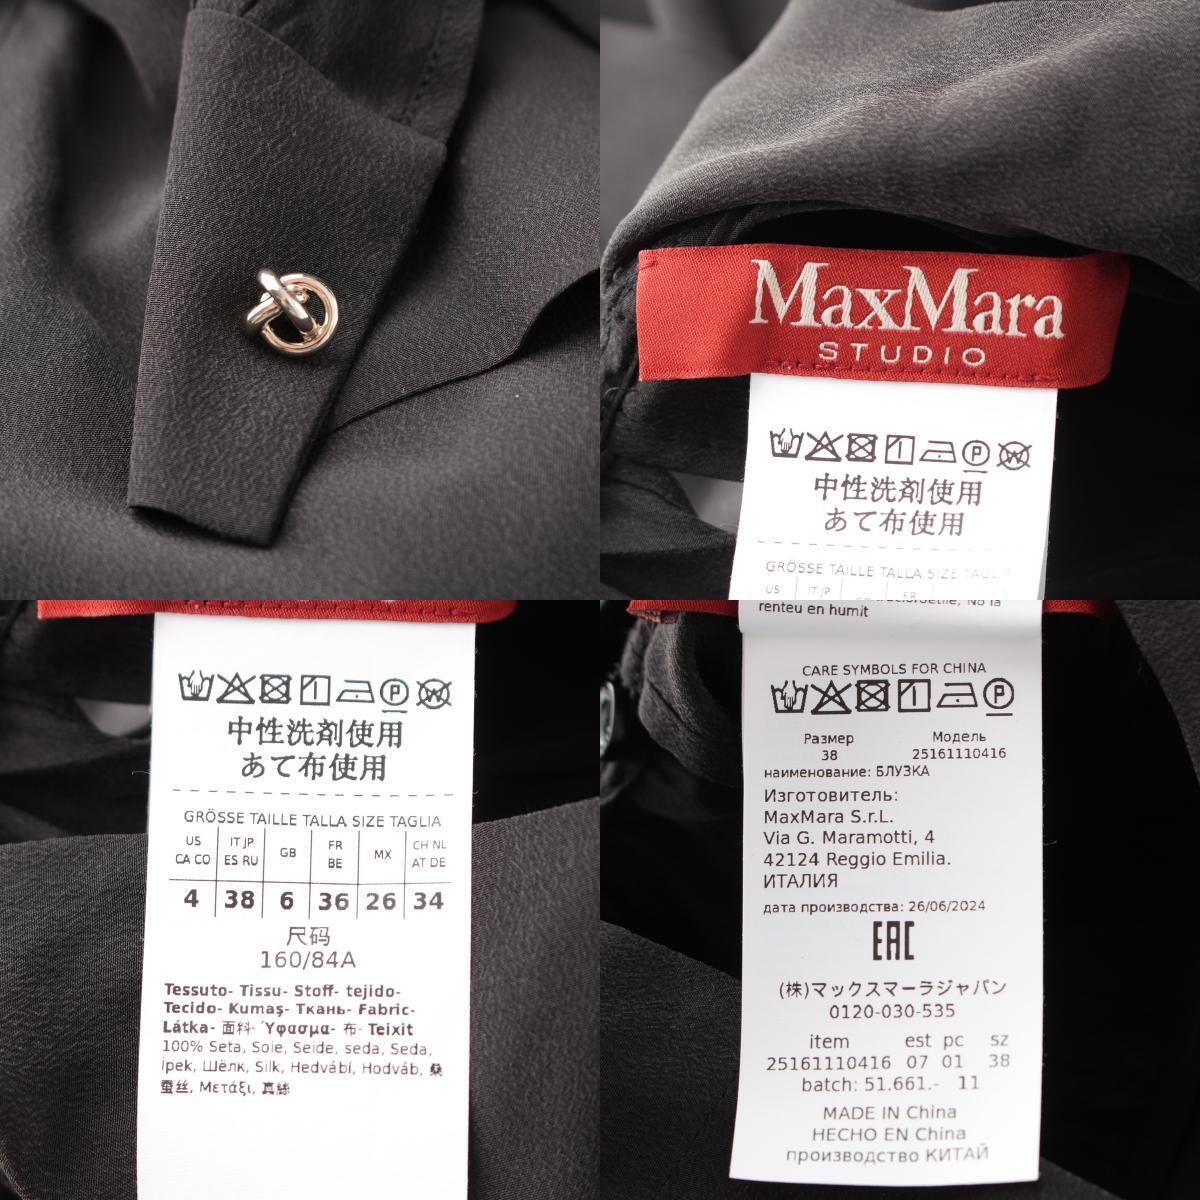 MaxMara
STUDIO
中性洗剤使用
あて布使用
GRÖSSE TAILLE TALLA SIZE
US IT JP FR
renteu en humit
No la
中性洗剤使用
あて布使用
GRÖSSE TAILLE TALLA SIZE TAGLIA
US CA CO IT JP ES RU GB FR BE MX CH NL AT DE
4 38 6 36 26 34
尺码
160/84A
Tessuto- Tissu- Stoff- tejido-
Tecido- Kumaş- Ткань- Fabric-
Látka- 面料- Ύφασμα- 布- Teixit
100% Seta, Soie, Seide, seda, Seda,
İpek, Шёлк, Silk, Hedvábí, Hodváb, 桑
蚕丝, Μετάξι, 真絲
CARE SYMBOLS FOR CHINA
Размер Модель
38 25161110416
наименование: БЛУЗКА
Изготовитель:
MaxMara S.r.L.
Via G. Maramotti, 4
42124 Reggio Emilia.
ИТАЛИЯ
дата производства: 26/06/2024
EAC
(株)マックスマーラジャパン
0120-030-535
item est pc sz
25161110416 07 01 38
batch: 51.661.- 11
MADE IN China
HECHO EN China
производство КИТАЙ